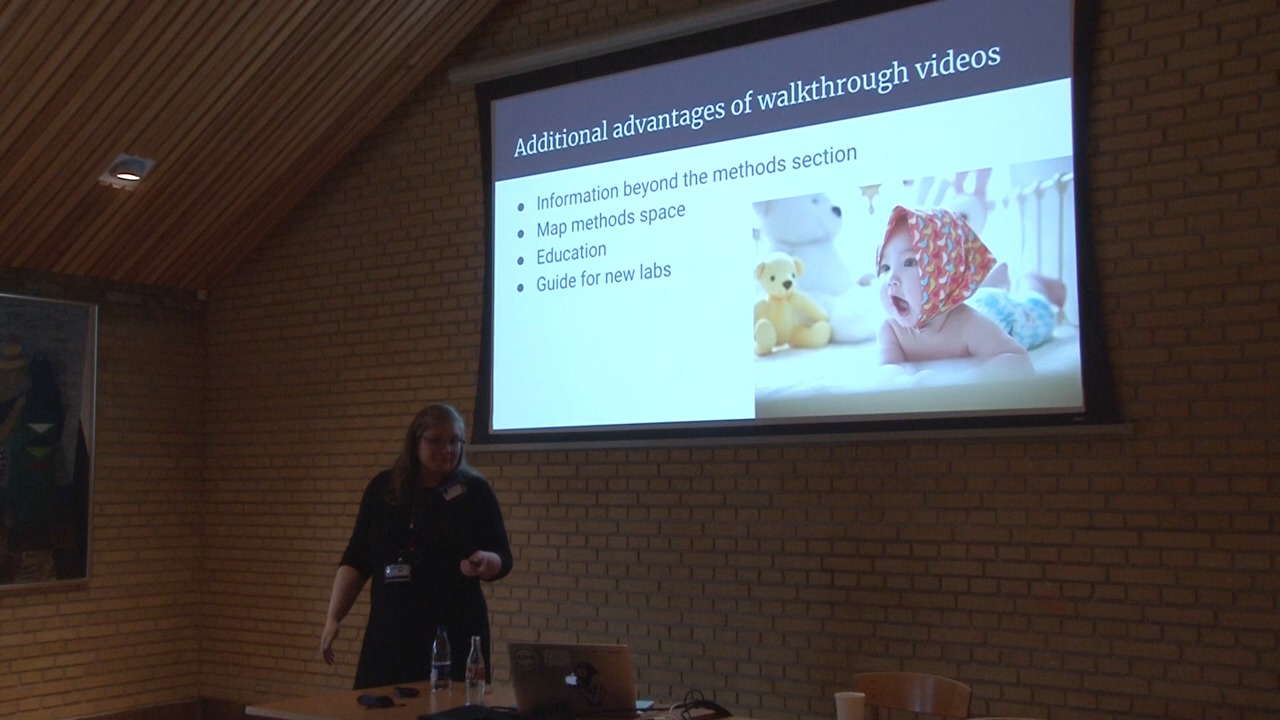 Additional advantages of walkthrough videos
Information beyond the methods section
Map methods space
Education
Guide for new labs